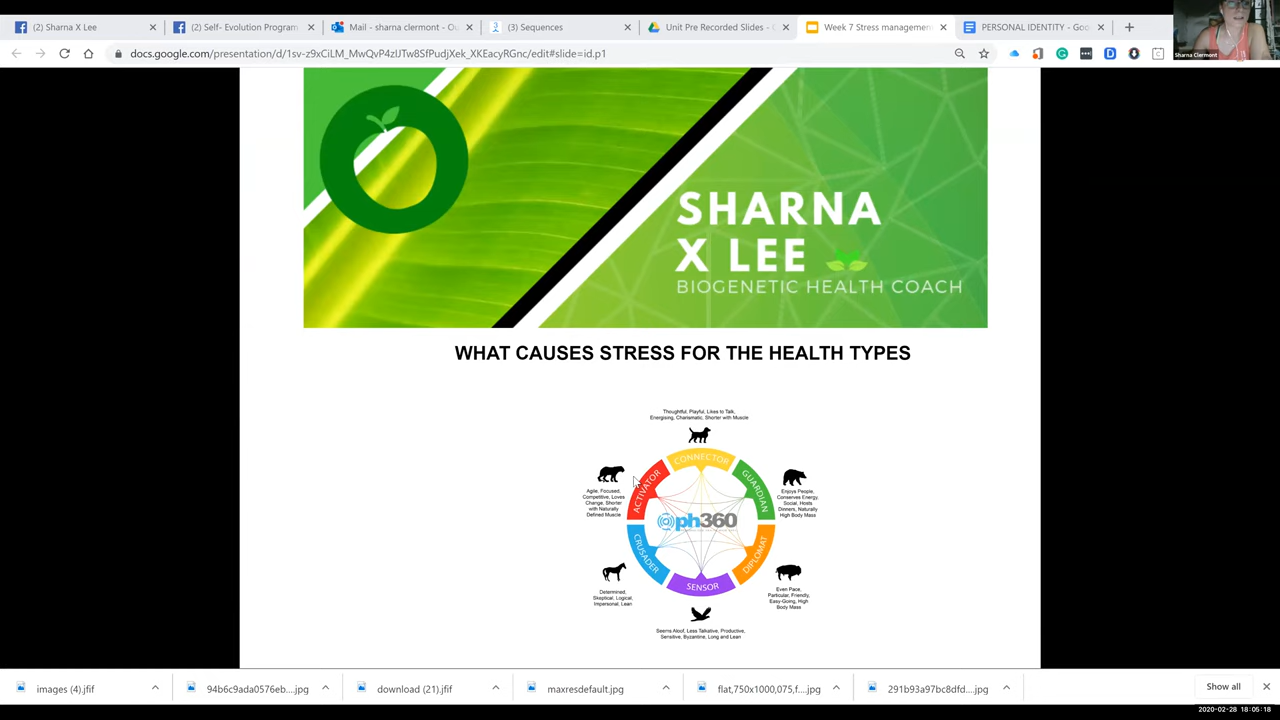 (2) Sharna X Lee
(2) Self- Evolution Program
Mail - sharna clermont - Ou
(3) Sequences
Unit Pre Recorded Slides - G
Week 7 Stress managemen
PERSONAL IDENTITY - Goo
docs.google.com/presentation/d/1sv-z9xCiLM_MwQvP4zlJTw8SfPudjXek_XKEacyRGnc/edit#slide=id.p1
Sharna Clermont
SHARNA
X LEE
BIOGENETIC HEALTH COACH
WHAT CAUSES STRESS FOR THE HEALTH TYPES
Thoughtful, Playful, Likes to Talk,
Energising, Charismatic, Shorter with Muscle
CONNECTOR
ACTIVATOR
GUARDIAN
Agile, Focused,
Competitive, Loves
Change, Shorter
with Naturally
Defined Muscle
Enjoys People,
Conserves Energy,
Social, Hosts
Dinners, Naturally
High Body Mass
ph360
CRUSADER
DIPLOMAT
SENSOR
Determined,
Skeptical, Logical,
Impersonal, Lean
Even Pace,
Particular, Friendly,
Easy-Going, High
Body Mass
Seems Aloof, Less Talkative, Productive,
Sensitive, Byzantine, Long and Lean
images (4).jfif
94b6c9ada0576eb....jpg
download (21).jfif
maxresdefault.jpg
flat,750x1000,075,f....jpg
291b93a97bc8dfd....jpg
Show all
2020-02-28 18:05:18